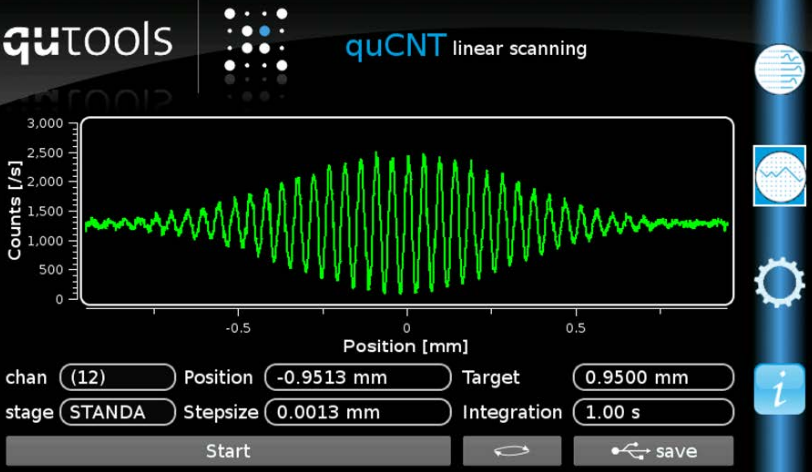 qutools
quCNT linear scanning
3,000
2,500
2,000
1,500
1,000
500
0
Counts [/s]
-0.5 0 0.5
Position [mm]
chan (12) Position -0.9513 mm Target 0.9500 mm
stage STANDA Stepsize 0.0013 mm Integration 1.00 s
Start save
i